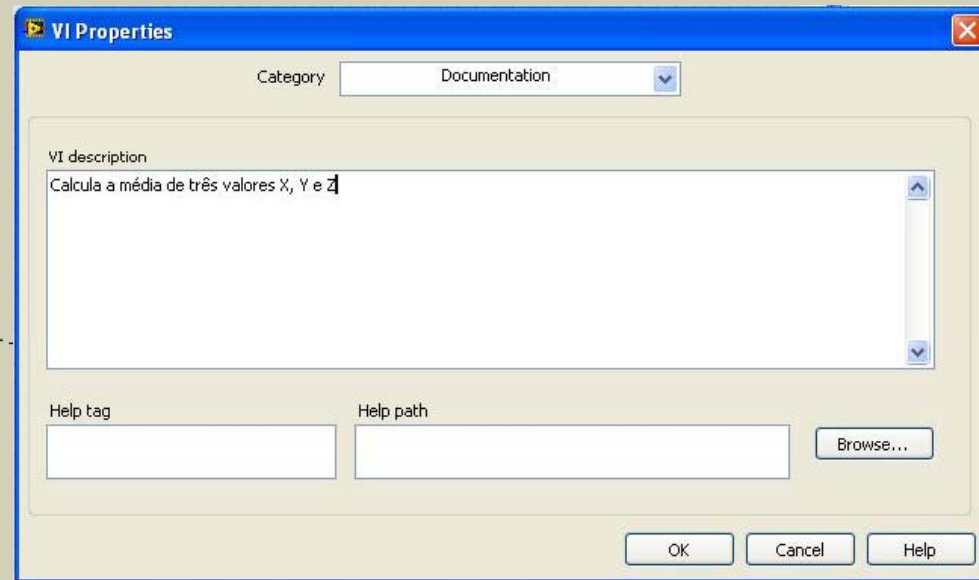 VI Properties
Category Documentation
VI description
Calcula a média de três valores X, Y e Z
Help tag Help path
Browse...
OK Cancel Help